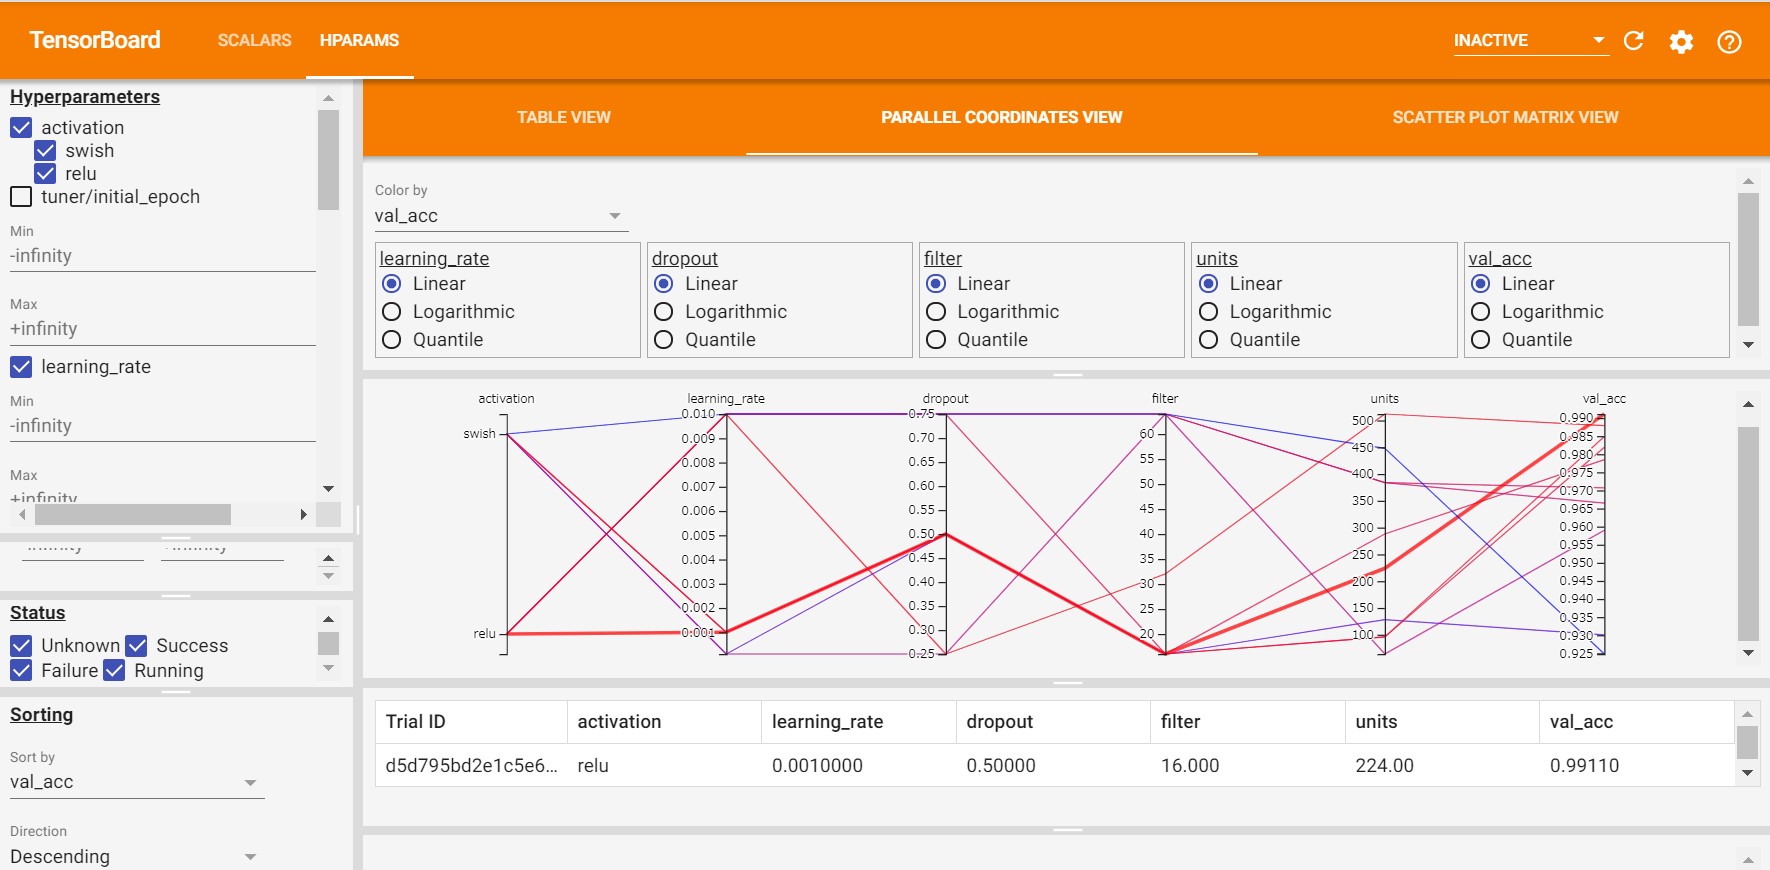 TensorBoard SCALARS HPARAMS INACTIVE
Hyperparameters
activation
swish
relu
tuner/initial_epoch
Min
-infinity
Max
+infinity
learning_rate
Min
-infinity
Max
+infinity
-infinity +infinity
Status
Unknown Success
Failure Running
Sorting
Sort by
val_acc
Direction
Descending
TABLE VIEW PARALLEL COORDINATES VIEW SCATTER PLOT MATRIX VIEW
Color by
val_acc
learning_rate dropout filter units val_acc
Linear Linear Linear Linear Linear
Logarithmic Logarithmic Logarithmic Logarithmic Logarithmic
Quantile Quantile Quantile Quantile Quantile
activation learning_rate dropout filter units val_acc
swish
relu
0.010
0.009
0.008
0.007
0.006
0.005
0.004
0.003
0.002
0.001
0.75
0.70
0.65
0.60
0.55
0.50
0.45
0.40
0.35
0.30
0.25
60
55
50
45
40
35
30
25
20
500
450
400
350
300
250
200
150
100
0.990
0.985
0.980
0.975
0.970
0.965
0.960
0.955
0.950
0.945
0.940
0.935
0.930
0.925
Trial ID activation learning_rate dropout filter units val_acc
d5d795bd2e1c5e6... relu 0.0010000 0.50000 16.000 224.00 0.99110